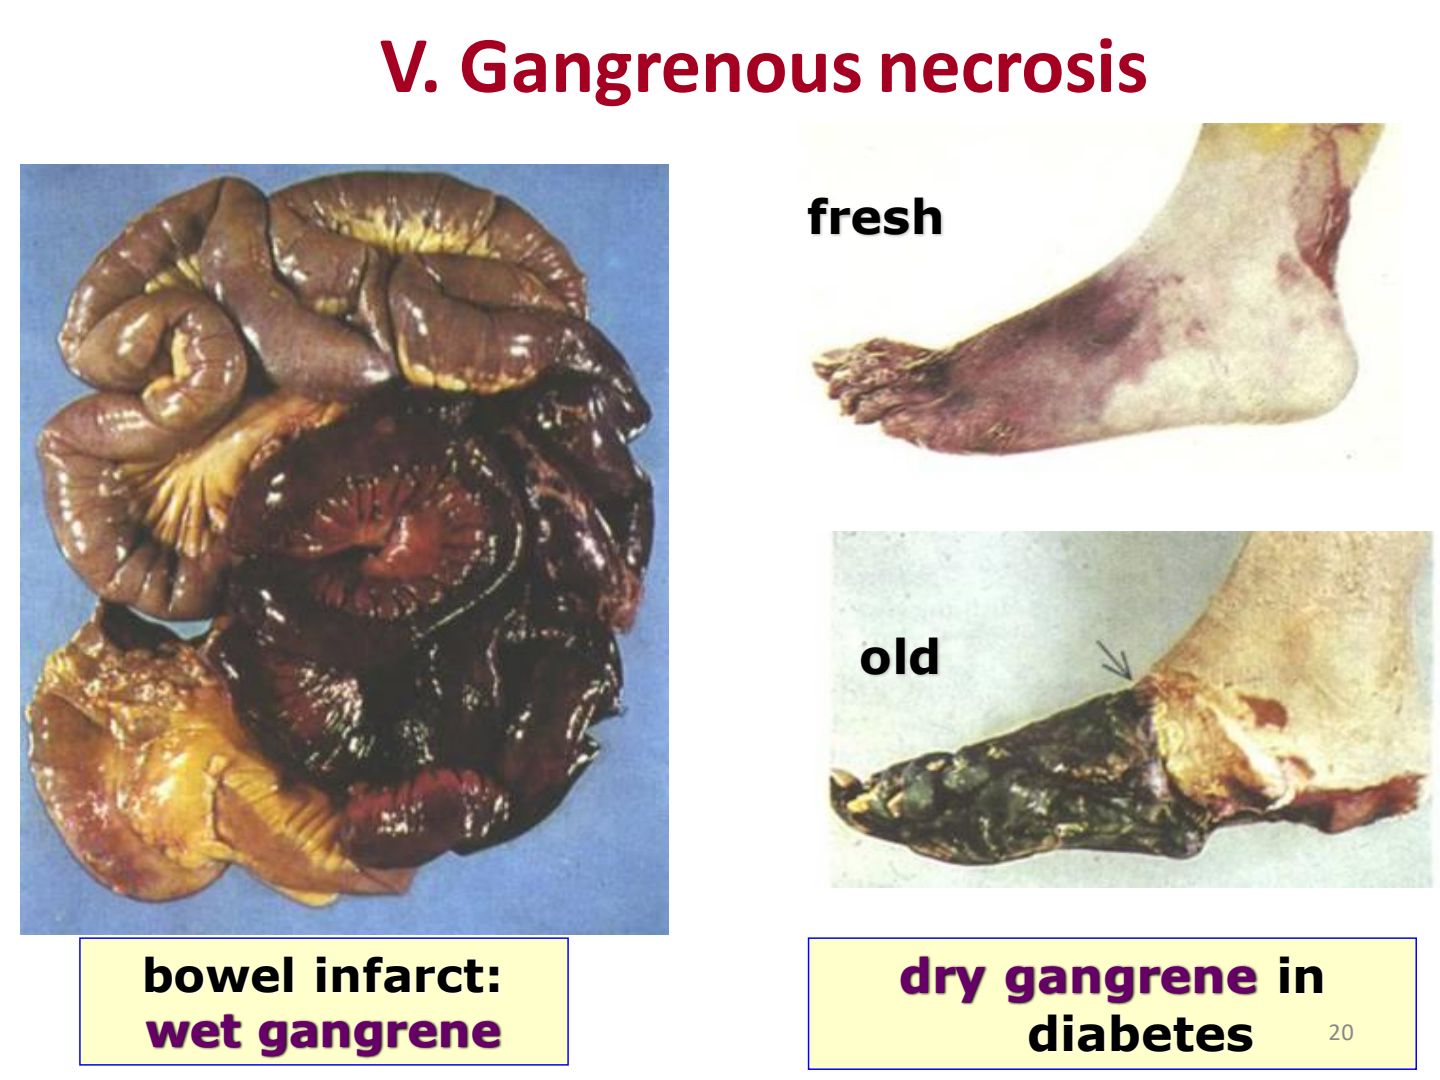 V. Gangrenous necrosis
fresh
old
bowel infarct:
wet gangrene
dry gangrene in
diabetes
20